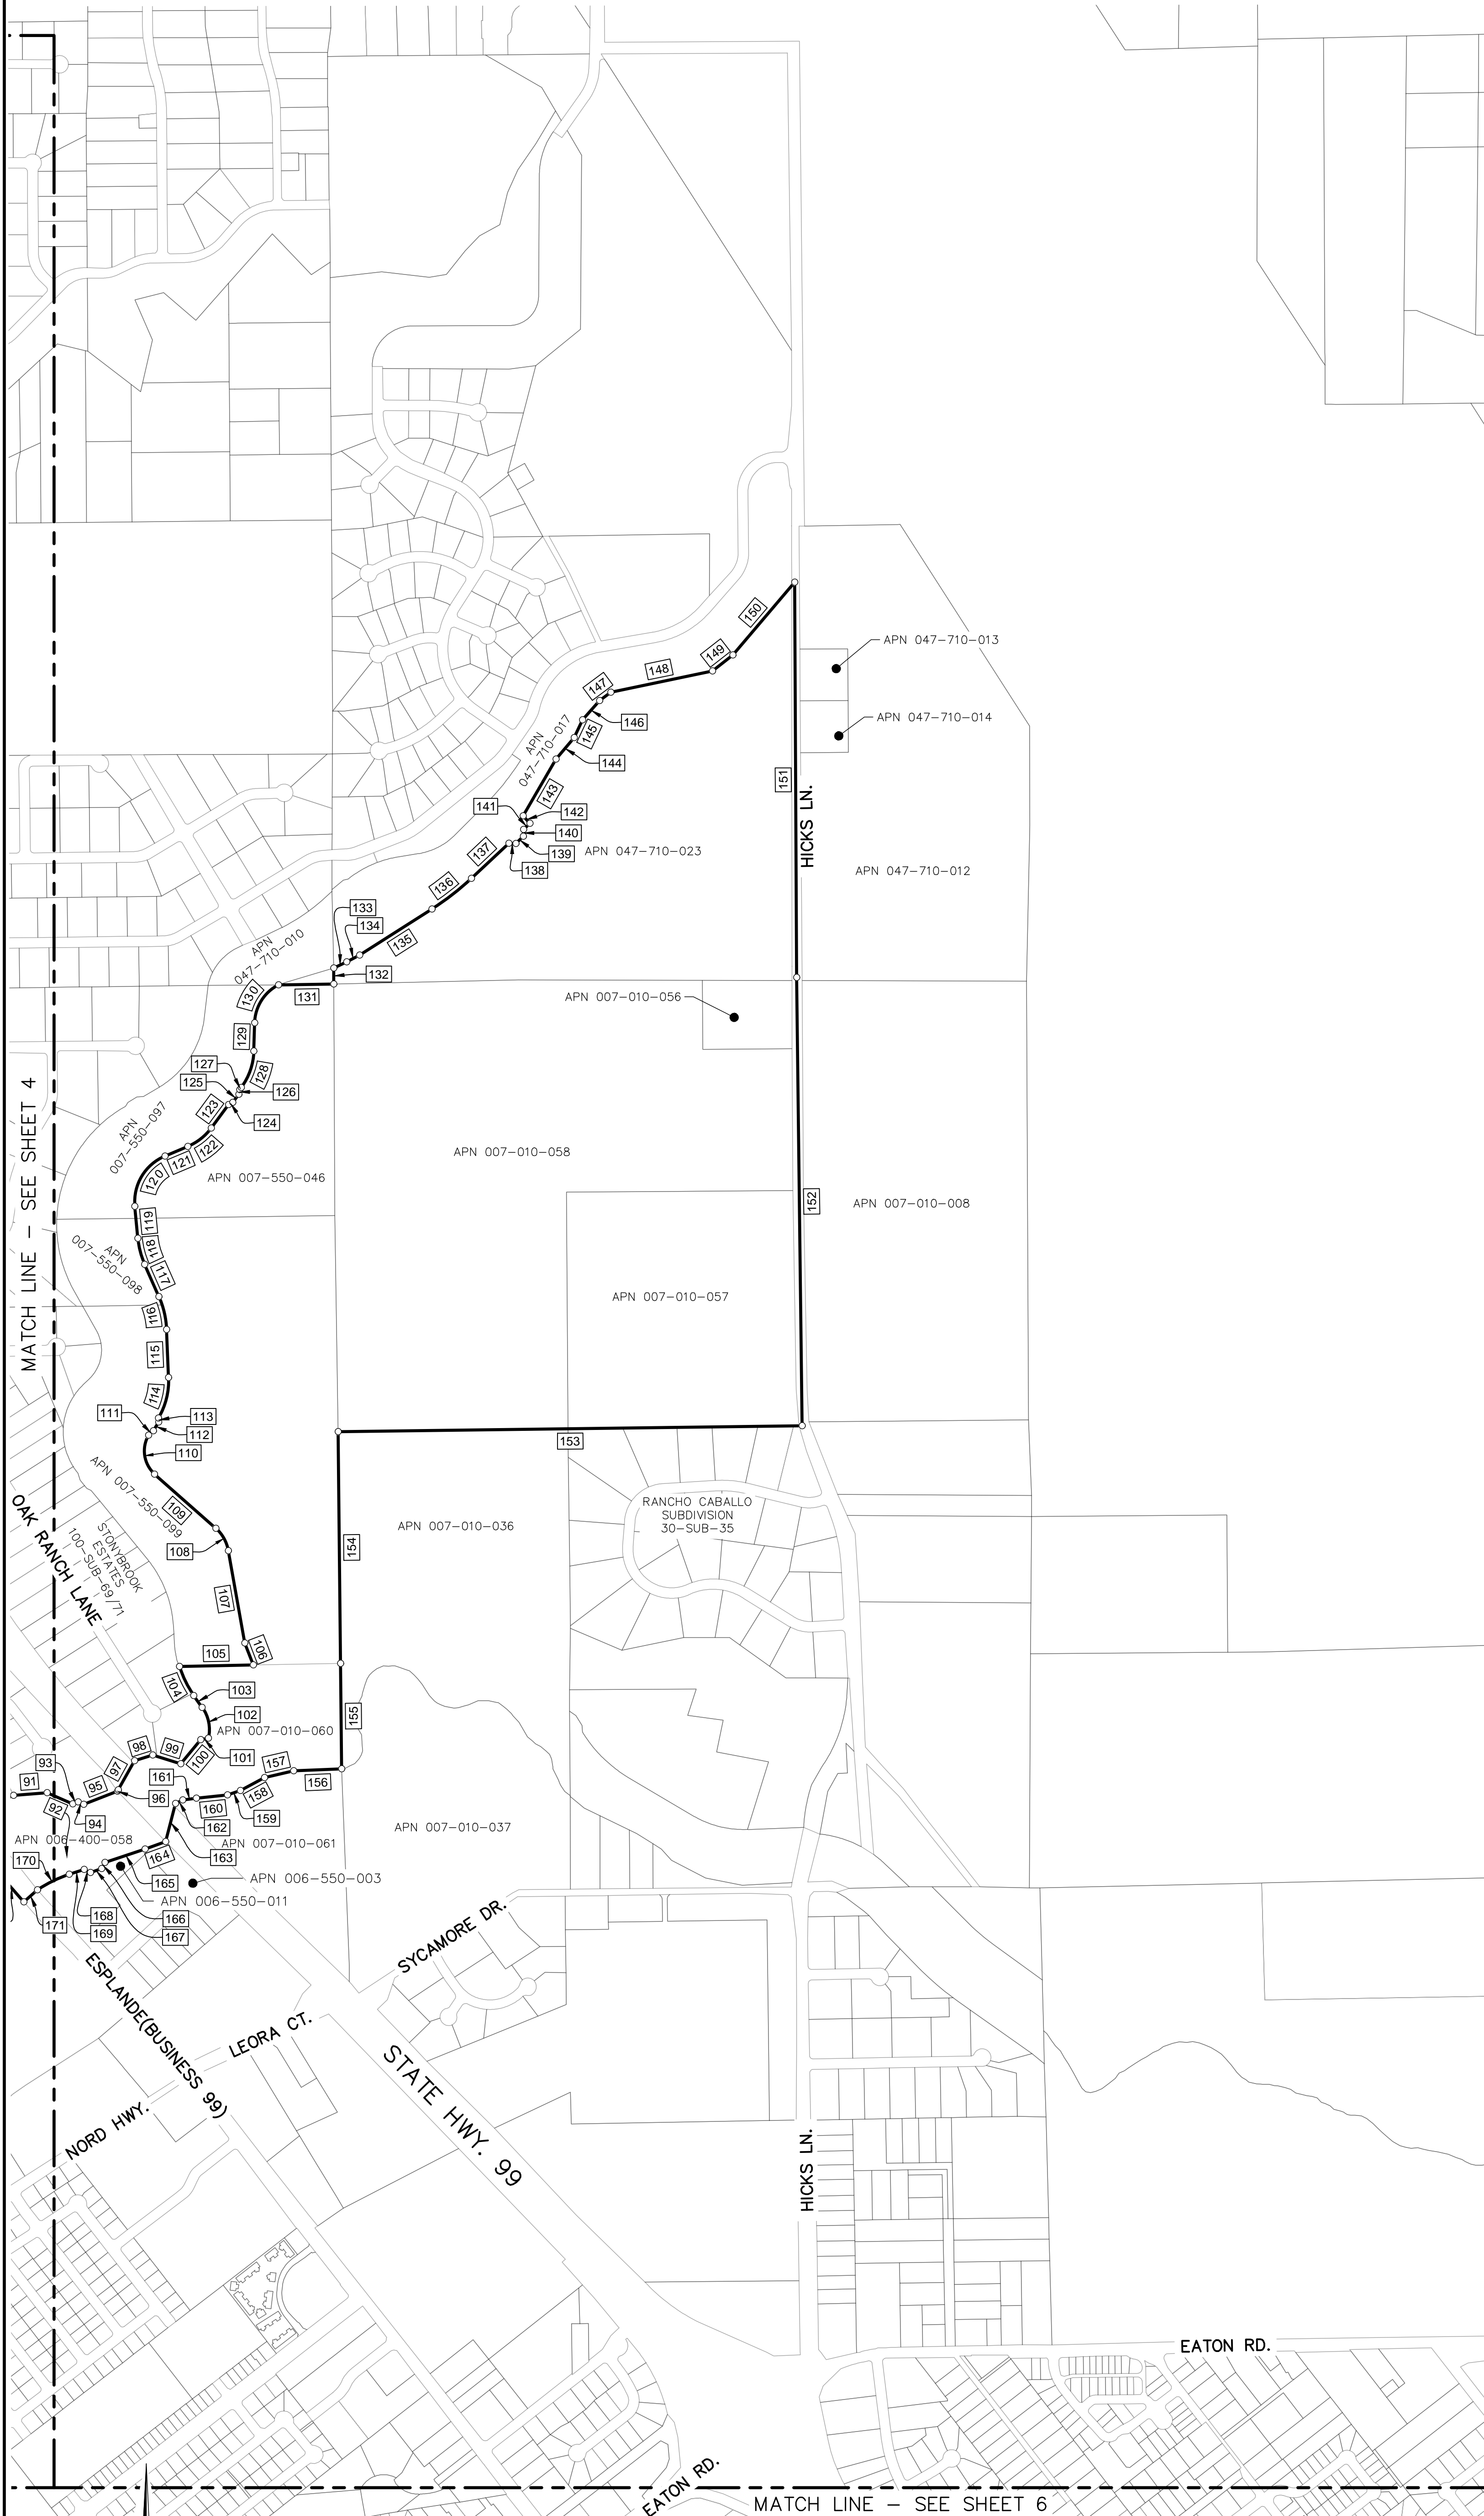 150
APN 047-710-013
149
148
147
APN 047-710-014
146
APN
047-710-017
145
144
151
HICKS LN.
143
141
142
140
APN 047-710-023
139
137
138
APN 047-710-012
136
133
134
135
APN
047-710-010
132
131
130
APN 007-010-056
129
127
128
125
126
124
123
MATCH LINE - SEE SHEET 4
APN
007-550-097
122
121
120
APN 007-550-046
APN 007-010-058
152
APN 007-010-008
119
118
APN
007-550-098
117
APN 007-010-057
116
115
114
111
113
112
110
153
APN 007-550-099
109
RANCHO CABALLO
SUBDIVISION
30-SUB-35
APN 007-010-036
108
154
OAK RANCH LANE
STONYBROOK
ESTATES
100-SUB-69/71
107
106
105
104
103
102
155
APN 007-010-060
101
100
99
98
97
93
91
92
95
96
94
161
157
156
158
160
159
162
APN 006-400-058
APN 007-010-061
163
APN 007-010-037
164
170
165
APN 006-550-003
APN 006-550-011
168
166
171
169
167
SYCAMORE DR.
ESPLANDE(BUSINESS 99)
LEORA CT.
STATE HWY. 99
NORD HWY.
HICKS LN.
EATON RD.
EATON RD.
MATCH LINE - SEE SHEET 6